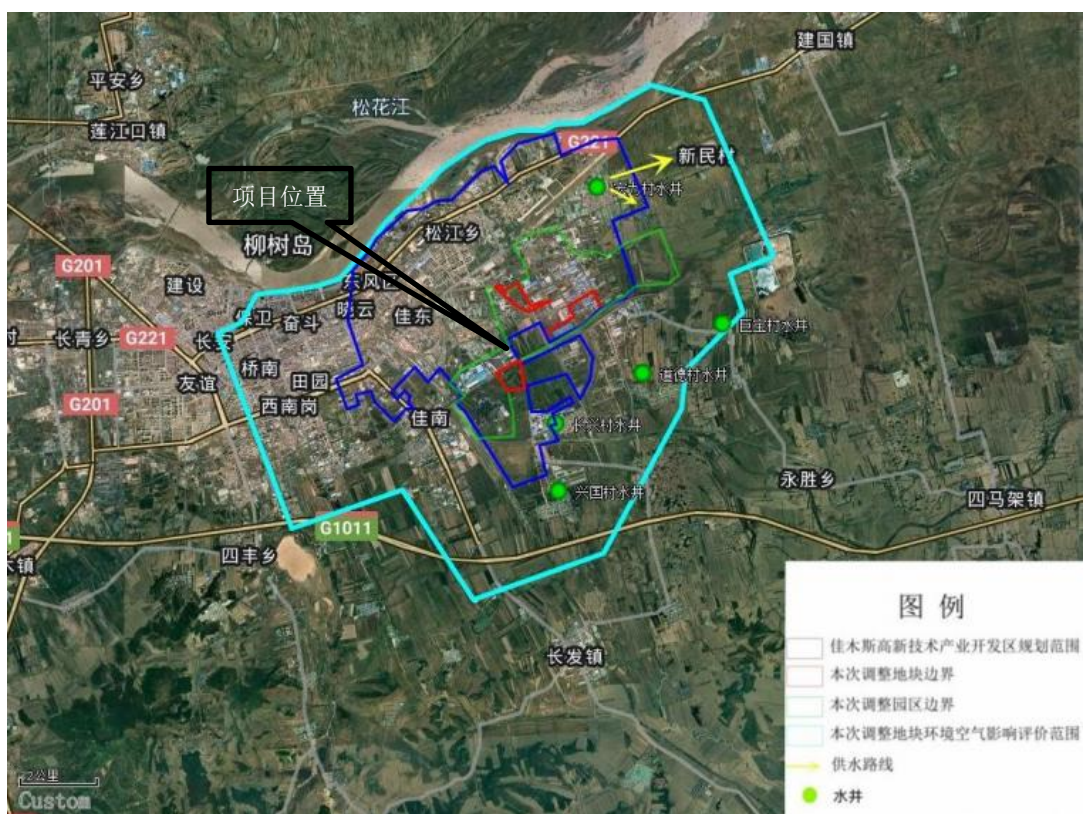 建国镇
平安乡
松花江
莲江口镇
G221
新民村
项目位置
松江乡
柳树岛
G201
东风区
建设
保卫
奋斗
晓云
佳东
长青乡
G221
长安
巨宝村水井
桥南
友谊
田园
道德村水井
G201
西南岗
佳南
长兴村水井
永胜乡
兴国村水井
四马架镇
G1011
四丰乡
长发镇
图 例
佳木斯高新技术产业开发区规划范围
本次调整地块边界
本次调整园区边界
本次调整地块环境空气影响评价范围
供水路线
水井
2公里
Custom